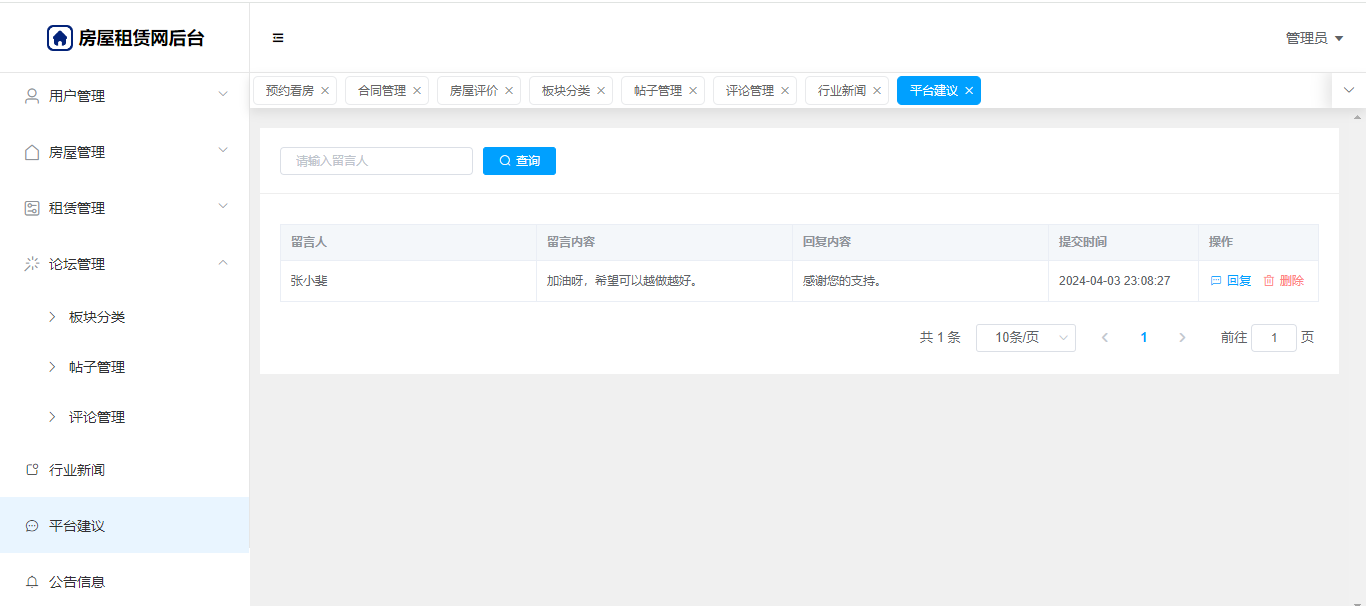 房屋租赁网后台
管理员
用户管理
房屋管理
租赁管理
论坛管理
板块分类
帖子管理
评论管理
行业新闻
平台建议
公告信息
预约看房 合同管理 房屋评价 板块分类 帖子管理 评论管理 行业新闻 平台建议
请输入留言人 查询
留言人 留言内容 回复内容 提交时间 操作
张小斐 加油呀，希望可以越做越好。 感谢您的支持。 2024-04-03 23:08:27 回复 删除
共 1 条 10条/页 1 前往 1 页